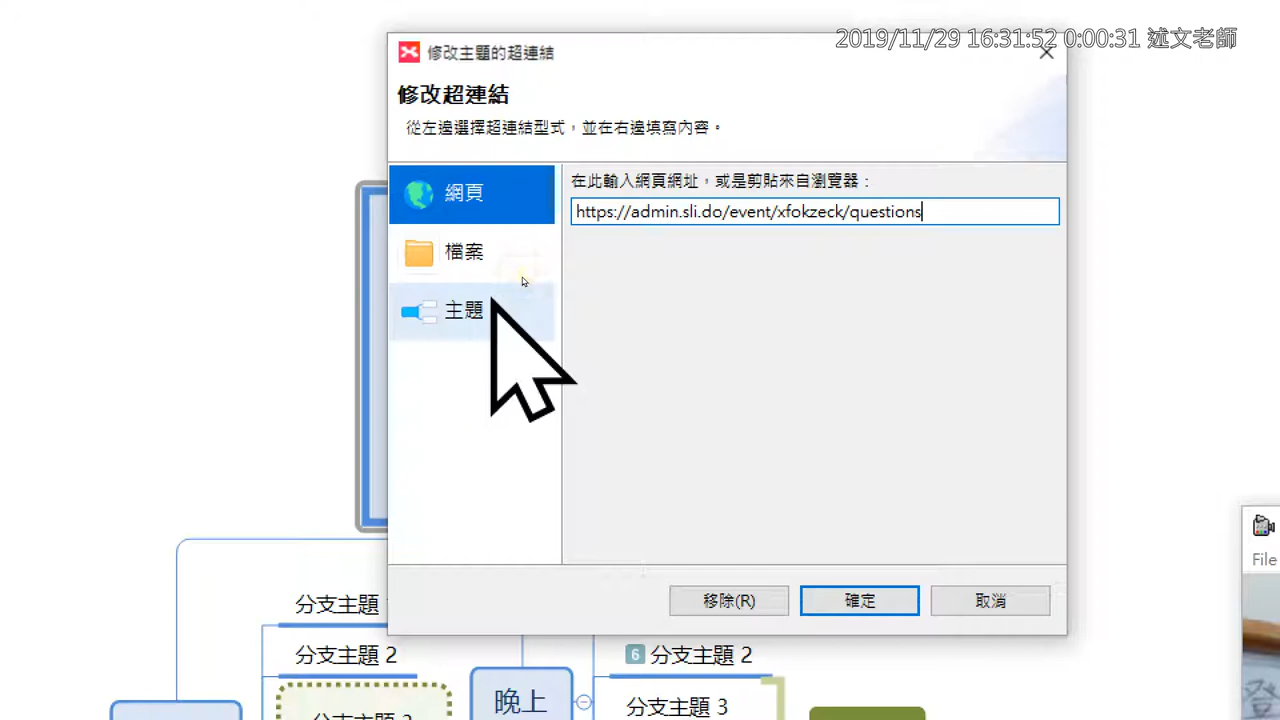 2019/11/29 16:31:52 0:00:31 述文老師
修改主題的超連結
修改超連結
從左邊選擇超連結型式，並在右邊填寫內容。
網頁
檔案
主題
在此輸入網頁網址，或是剪貼來自瀏覽器：
https://admin.sli.do/event/xfokzeck/questions
移除(R)
確定
取消
File
分支主題
分支主題 2
晚上
6 分支主題 2
分支主題 3